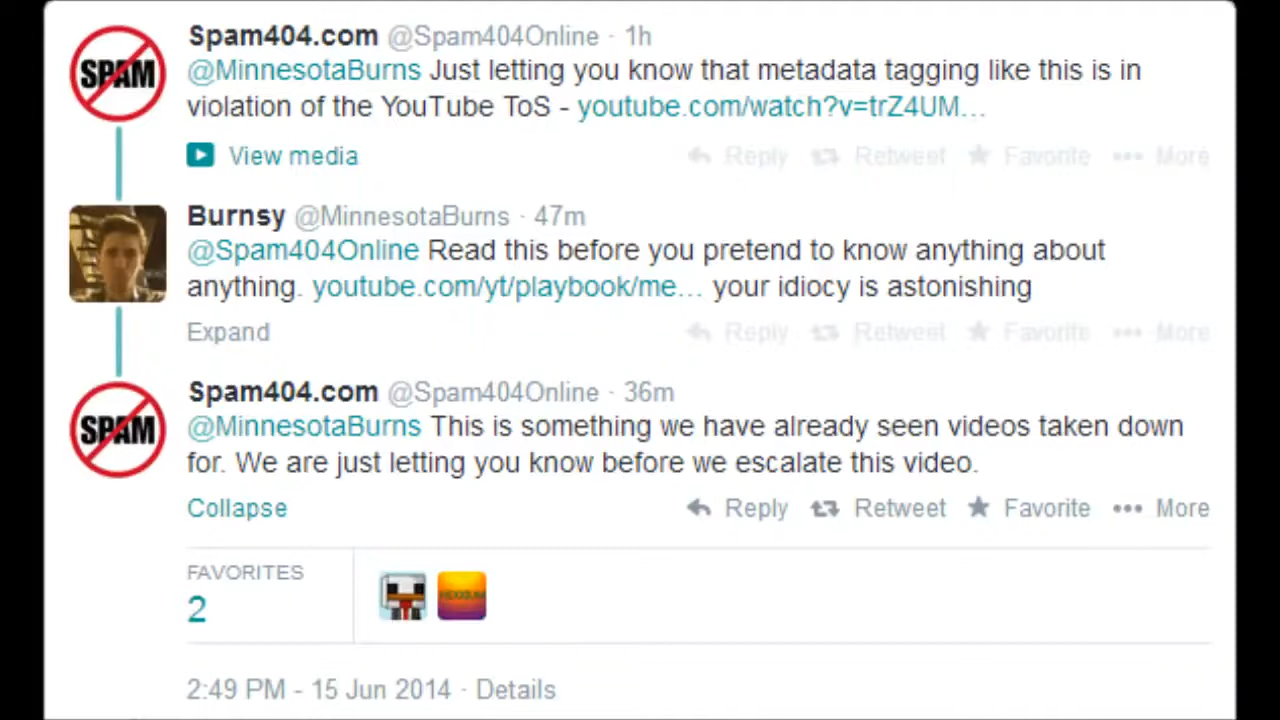 SPAM
Spam404.com @Spam404Online · 1h
@MinnesotaBurns Just letting you know that metadata tagging like this is in
violation of the YouTube ToS - youtube.com/watch?v=trZ4UM…
View media Reply Retweet Favorite More
Burnsy @MinnesotaBurns · 47m
@Spam404Online Read this before you pretend to know anything about
anything. youtube.com/yt/playbook/me… your idiocy is astonishing
Expand Reply Retweet Favorite More
SPAM
Spam404.com @Spam404Online · 36m
@MinnesotaBurns This is something we have already seen videos taken down
for. We are just letting you know before we escalate this video.
Collapse Reply Retweet Favorite More
FAVORITES
2
2:49 PM - 15 Jun 2014 · Details